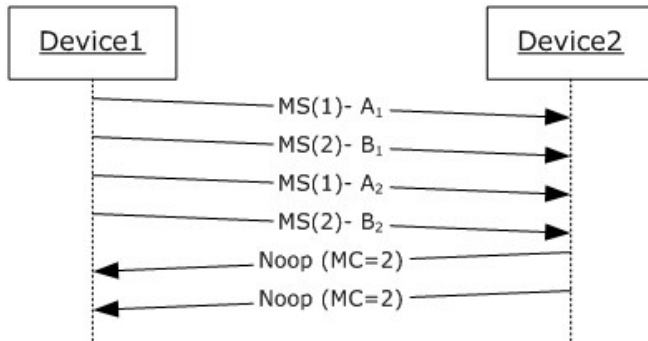 Device1
Device2
MS(1)- A₁
MS(2)- B₁
MS(1)- A₂
MS(2)- B₂
Noop (MC=2)
Noop (MC=2)